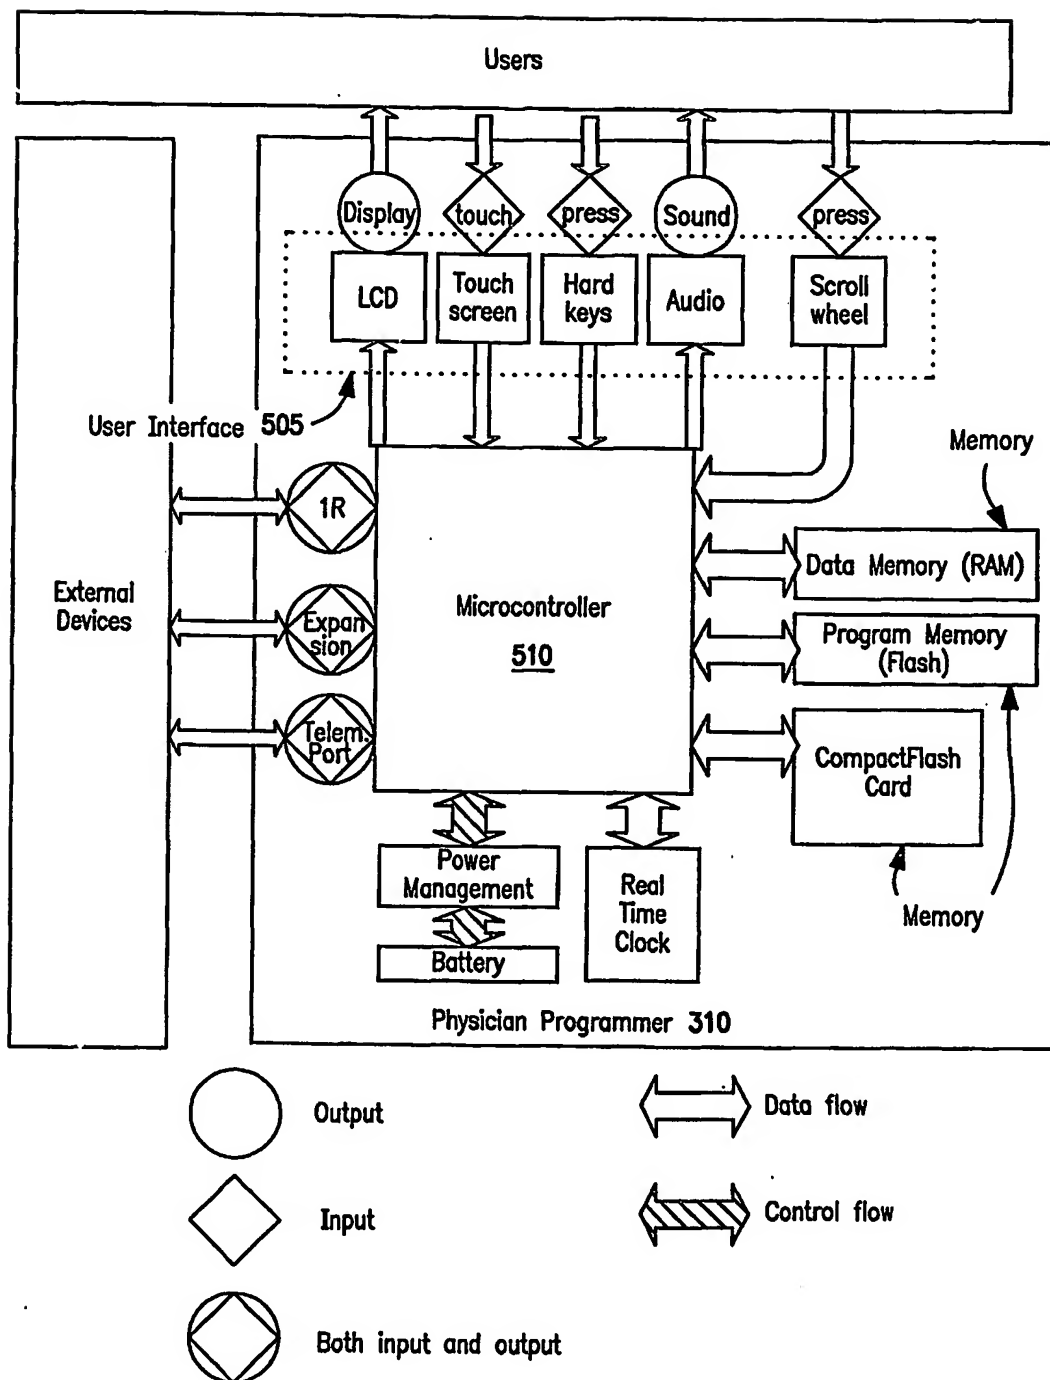 Users
Display
touch
press
Sound
press
LCD
Touch
screen
Hard
keys
Audio
Scroll
wheel
User Interface 505
Memory
1R
Data Memory (RAM)
External
Devices
Expan
sion
Microcontroller
510
Program Memory
(Flash)
Telem.
Port
CompactFlash
Card
Power
Management
Real
Time
Clock
Memory
Battery
Physician Programmer 310
Output
Data flow
Input
Control flow
Both input and output